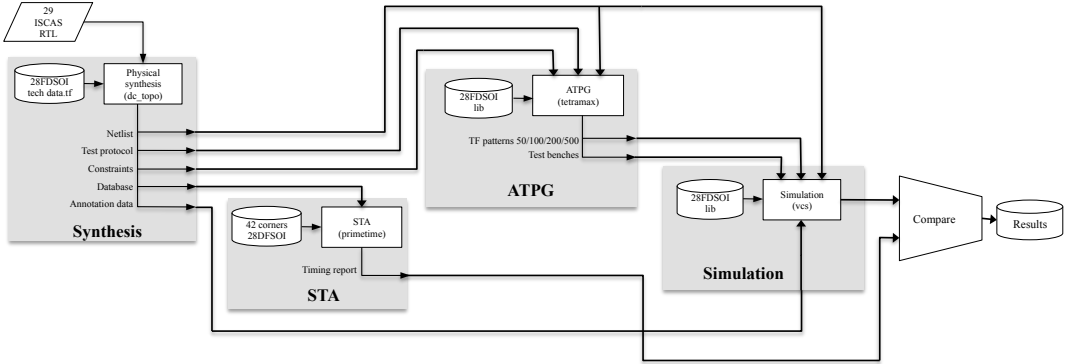 29
ISCAS
RTL
28FDSOI
tech data.tf
Physical
synthesis
(dc_topo)
Netlist
Test protocol
Constraints
Database
Annotation data
Synthesis
42 corners
28DFSOI
STA
(primetime)
Timing report
STA
28FDSOI
lib
ATPG
(tetramax)
TF patterns 50/100/200/500
Test benches
ATPG
28FDSOI
lib
Simulation
(vcs)
Simulation
Compare
Results